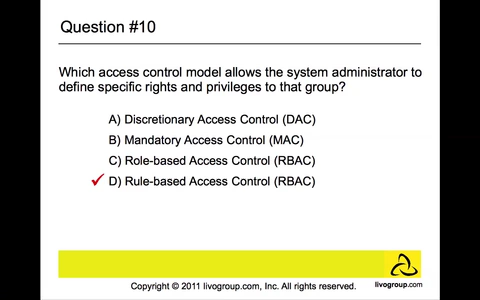 Question #10
Which access control model allows the system administrator to
define specific rights and privileges to that group?
A) Discretionary Access Control (DAC)
B) Mandatory Access Control (MAC)
C) Role-based Access Control (RBAC)
D) Rule-based Access Control (RBAC)
livogroup.com
Copyright © 2011 livogroup.com, Inc. All rights reserved.